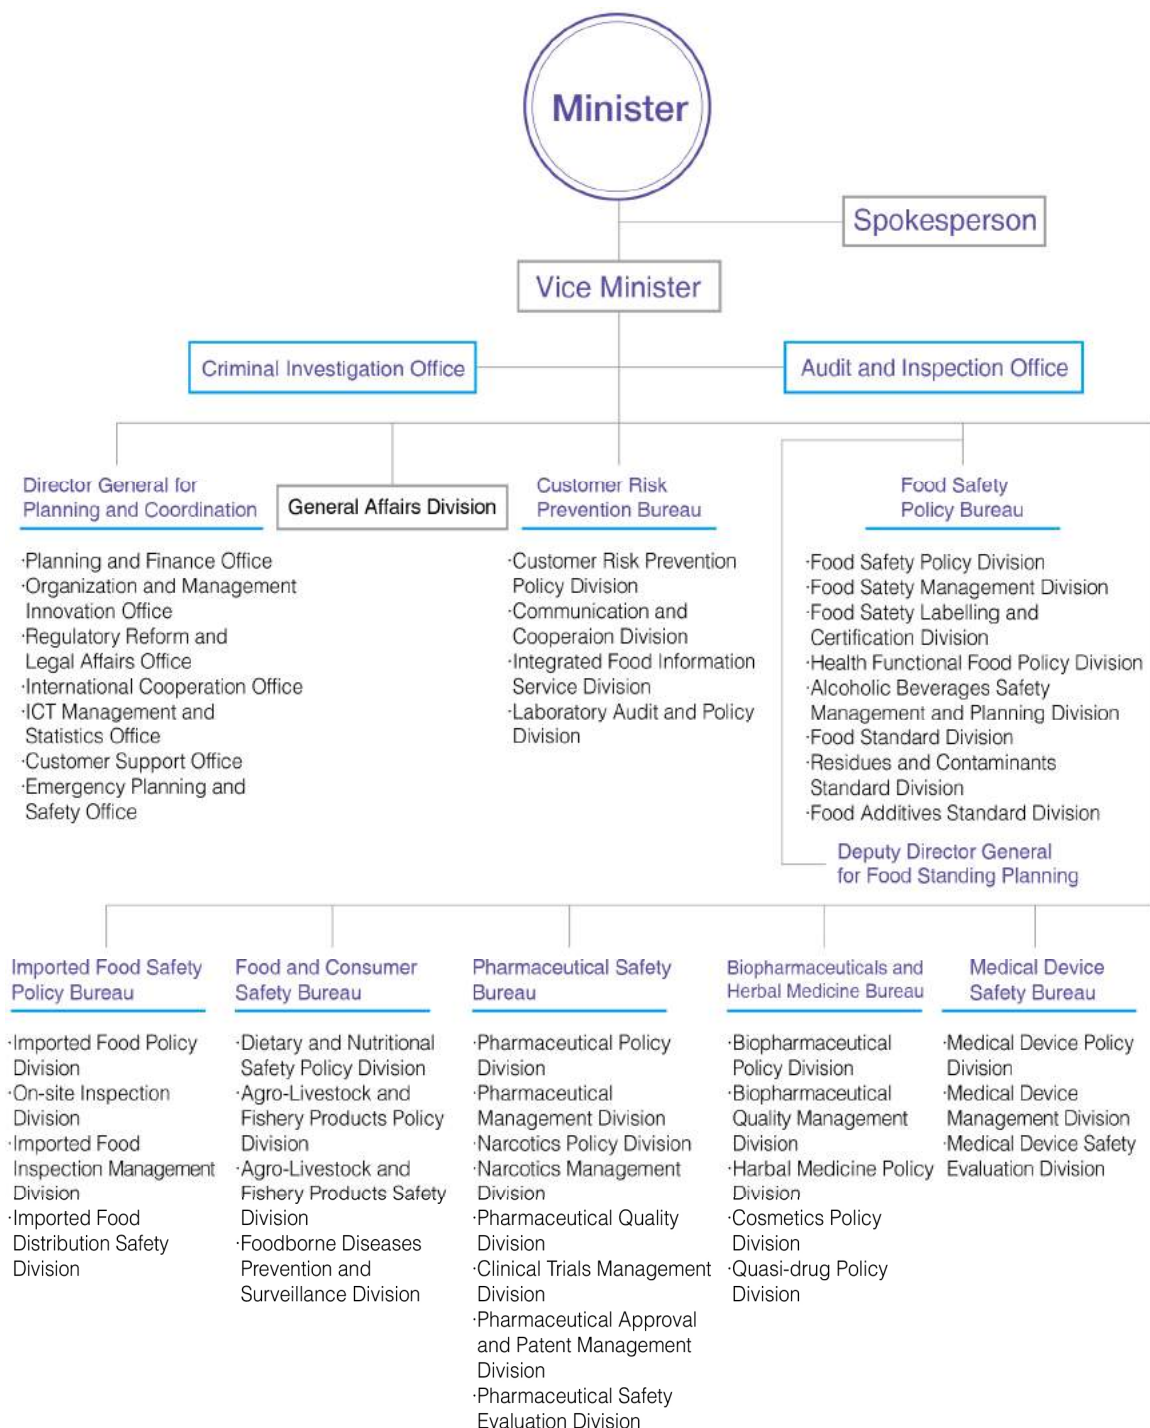 Minister
Spokesperson
Vice Minister
Criminal Investigation Office
Audit and Inspection Office
Director General for
Planning and Coordination
·Planning and Finance Office
·Organization and Management
Innovation Office
·Regulatory Reform and
Legal Affairs Office
·International Cooperation Office
·ICT Management and
Statistics Office
·Customer Support Office
·Emergency Planning and
Safety Office
General Affairs Division
Customer Risk
Prevention Bureau
·Customer Risk Prevention
Policy Division
·Communication and
Cooperaion Division
·Integrated Food Information
Service Division
·Laboratory Audit and Policy
Division
Food Safety
Policy Bureau
·Food Safety Policy Division
·Food Safety Management Division
·Food Safety Labelling and
Certification Division
·Health Functional Food Policy Division
·Alcoholic Beverages Safety
Management and Planning Division
·Food Standard Division
·Residues and Contaminants
Standard Division
·Food Additives Standard Division
Deputy Director General
for Food Standing Planning
Imported Food Safety
Policy Bureau
·Imported Food Policy
Division
·On-site Inspection
Division
·Imported Food
Inspection Management
Division
·Imported Food
Distribution Safety
Division
Food and Consumer
Safety Bureau
·Dietary and Nutritional
Safety Policy Division
·Agro-Livestock and
Fishery Products Policy
Division
·Agro-Livestock and
Fishery Products Safety
Division
·Foodborne Diseases
Prevention and
Surveillance Division
Pharmaceutical Safety
Bureau
·Pharmaceutical Policy
Division
·Pharmaceutical
Management Division
·Narcotics Policy Division
·Narcotics Management
Division
·Pharmaceutical Quality
Division
·Clinical Trials Management
Division
·Pharmaceutical Approval
and Patent Management
Division
·Pharmaceutical Safety
Evaluation Division
Biopharmaceuticals and
Herbal Medicine Bureau
·Biopharmaceutical
Policy Division
·Biopharmaceutical
Quality Management
Division
·Harbal Medicine Policy
Division
·Cosmetics Policy
Division
·Quasi-drug Policy
Division
Medical Device
Safety Bureau
·Medical Device Policy
Division
·Medical Device
Management Division
·Medical Device Safety
Evaluation Division